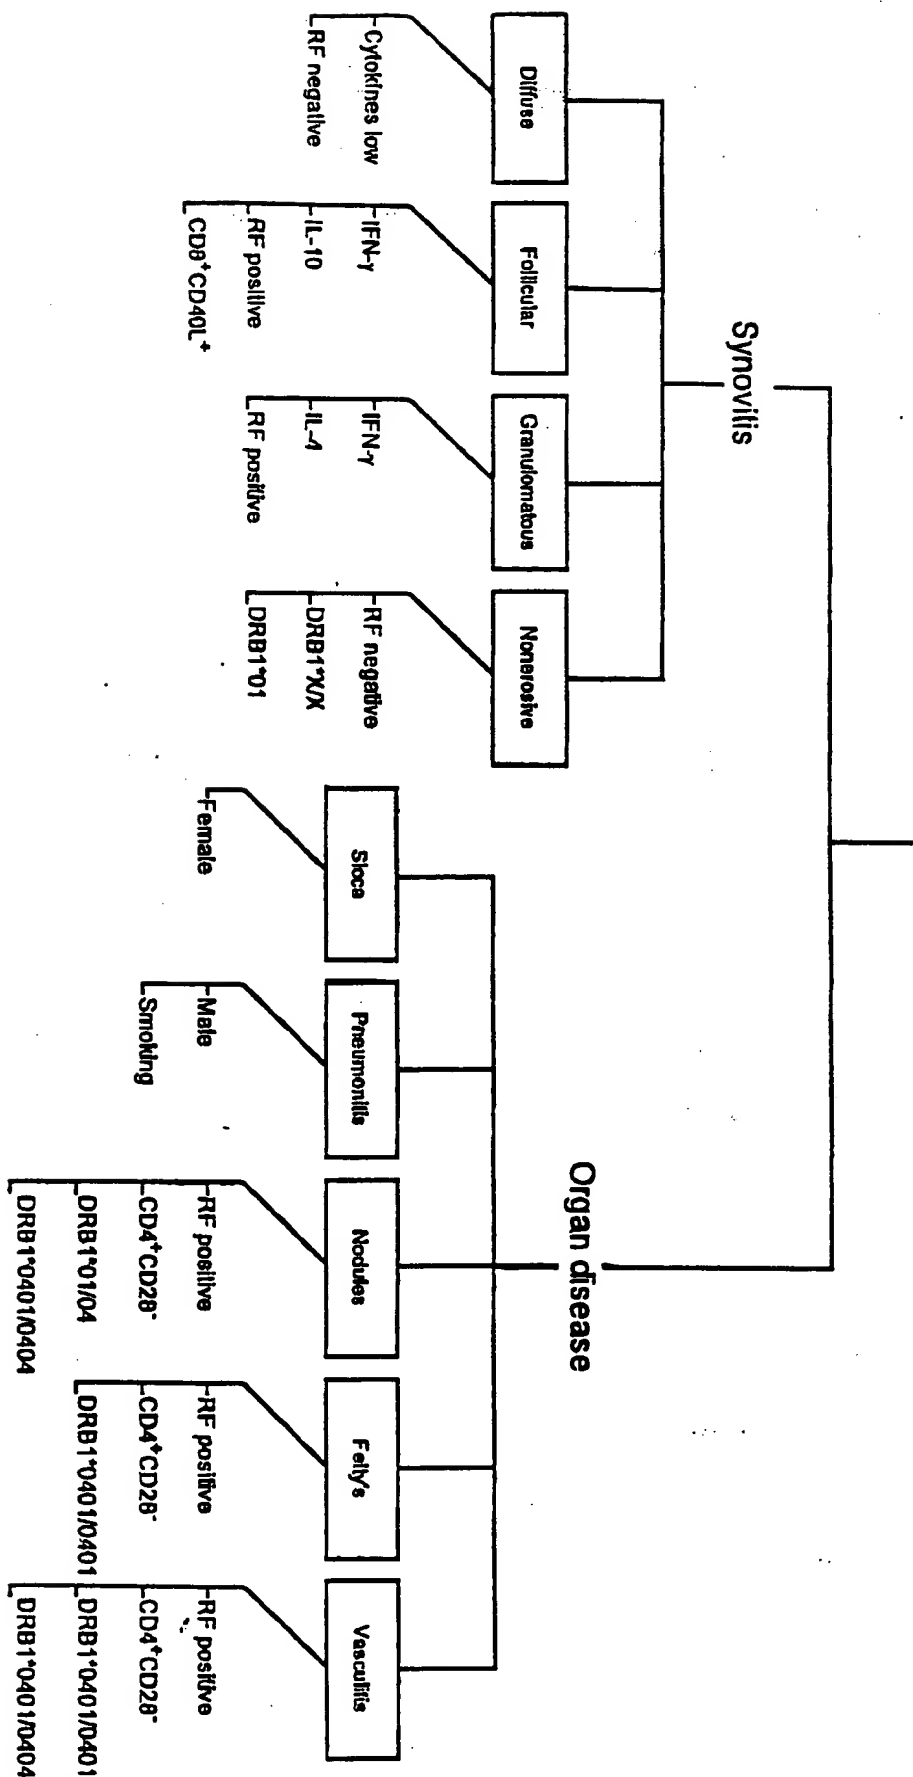 Synovitis
Diffuse
Cytokines low
RF negative
Follicular
IFN-γ
IL-10
RF positive
CD8⁺CD40L⁺
Granulomatous
IFN-γ
IL-4
RF positive
Nonerosive
RF negative
DRB1*X/X
DRB1*01
Organ disease
Sicca
Female
Pneumonitis
Male
Smoking
Nodules
RF positive
CD4⁺CD28⁻
DRB1*01/04
DRB1*0401/0404
Felty's
RF positive
CD4⁺CD28⁻
DRB1*0401/0401
Vasculitis
RF positive
CD4⁺CD28⁻
DRB1*0401/0401
DRB1*0401/0404